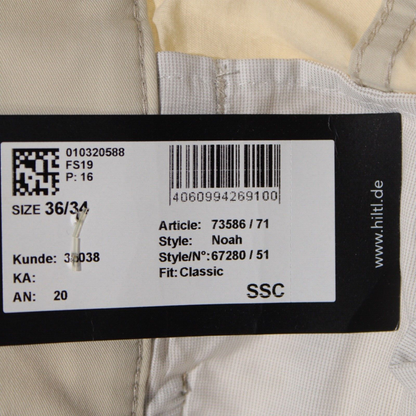 010320588
FS19
P: 16
SIZE 36/34
4060994269100
Article: 73586 / 71
Style: Noah
Style/N°: 67280 / 51
Fit: Classic
Kunde:
KA:
AN: 20
SSC
www.hiltl.de